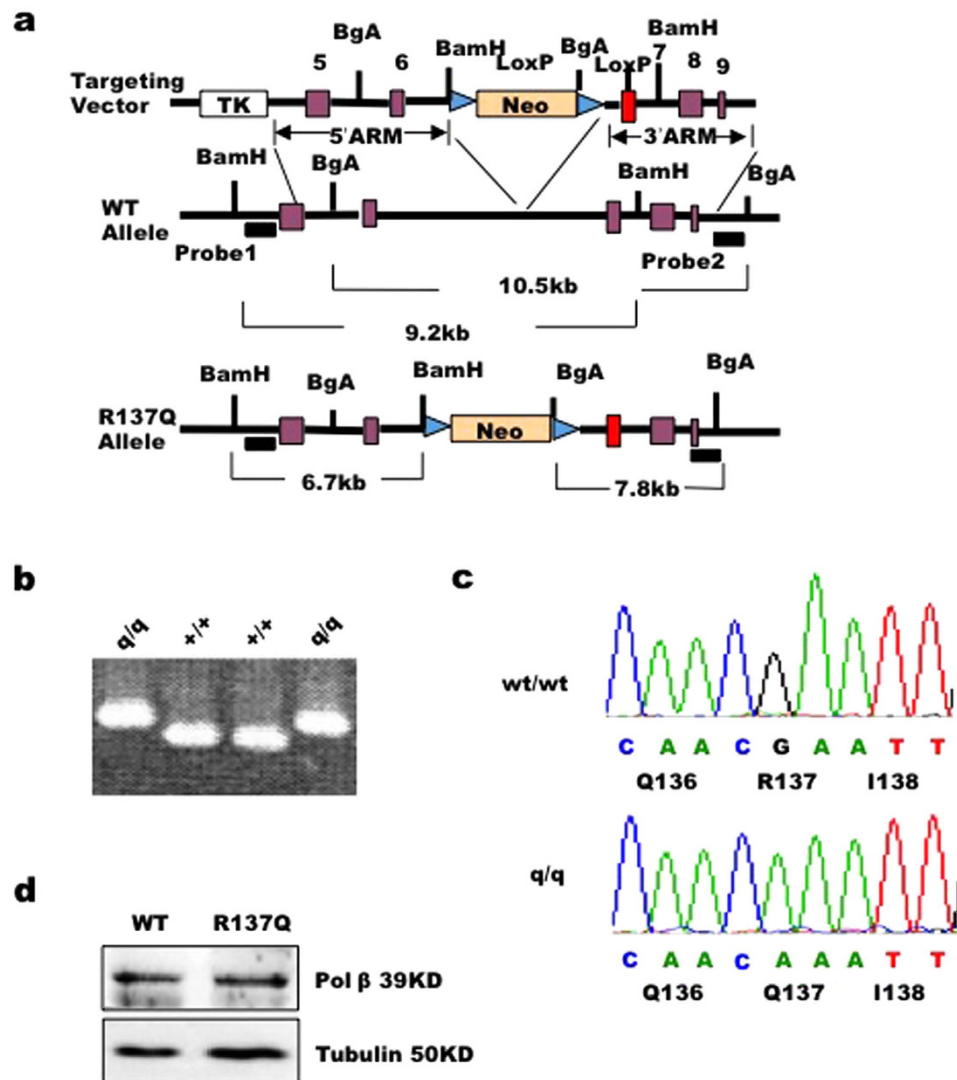 a
BgA
BamH
5
6
BamH
LoxP
BgA
LoxP
7
8
9
Targeting
Vector
TK
Neo
5'ARM
3'ARM
BamH
BgA
BamH
BgA
WT
Allele
Probe1
Probe2
10.5kb
9.2kb
BamH
BgA
BamH
BgA
BgA
R137Q
Allele
Neo
6.7kb
7.8kb
b
q/q +/+ +/+ q/q
c
wt/wt
C A A C G A A T T
Q136 R137 I138
q/q
C A A C A A A T T
Q136 Q137 I138
d
WT R137Q
Pol β 39KD
Tubulin 50KD